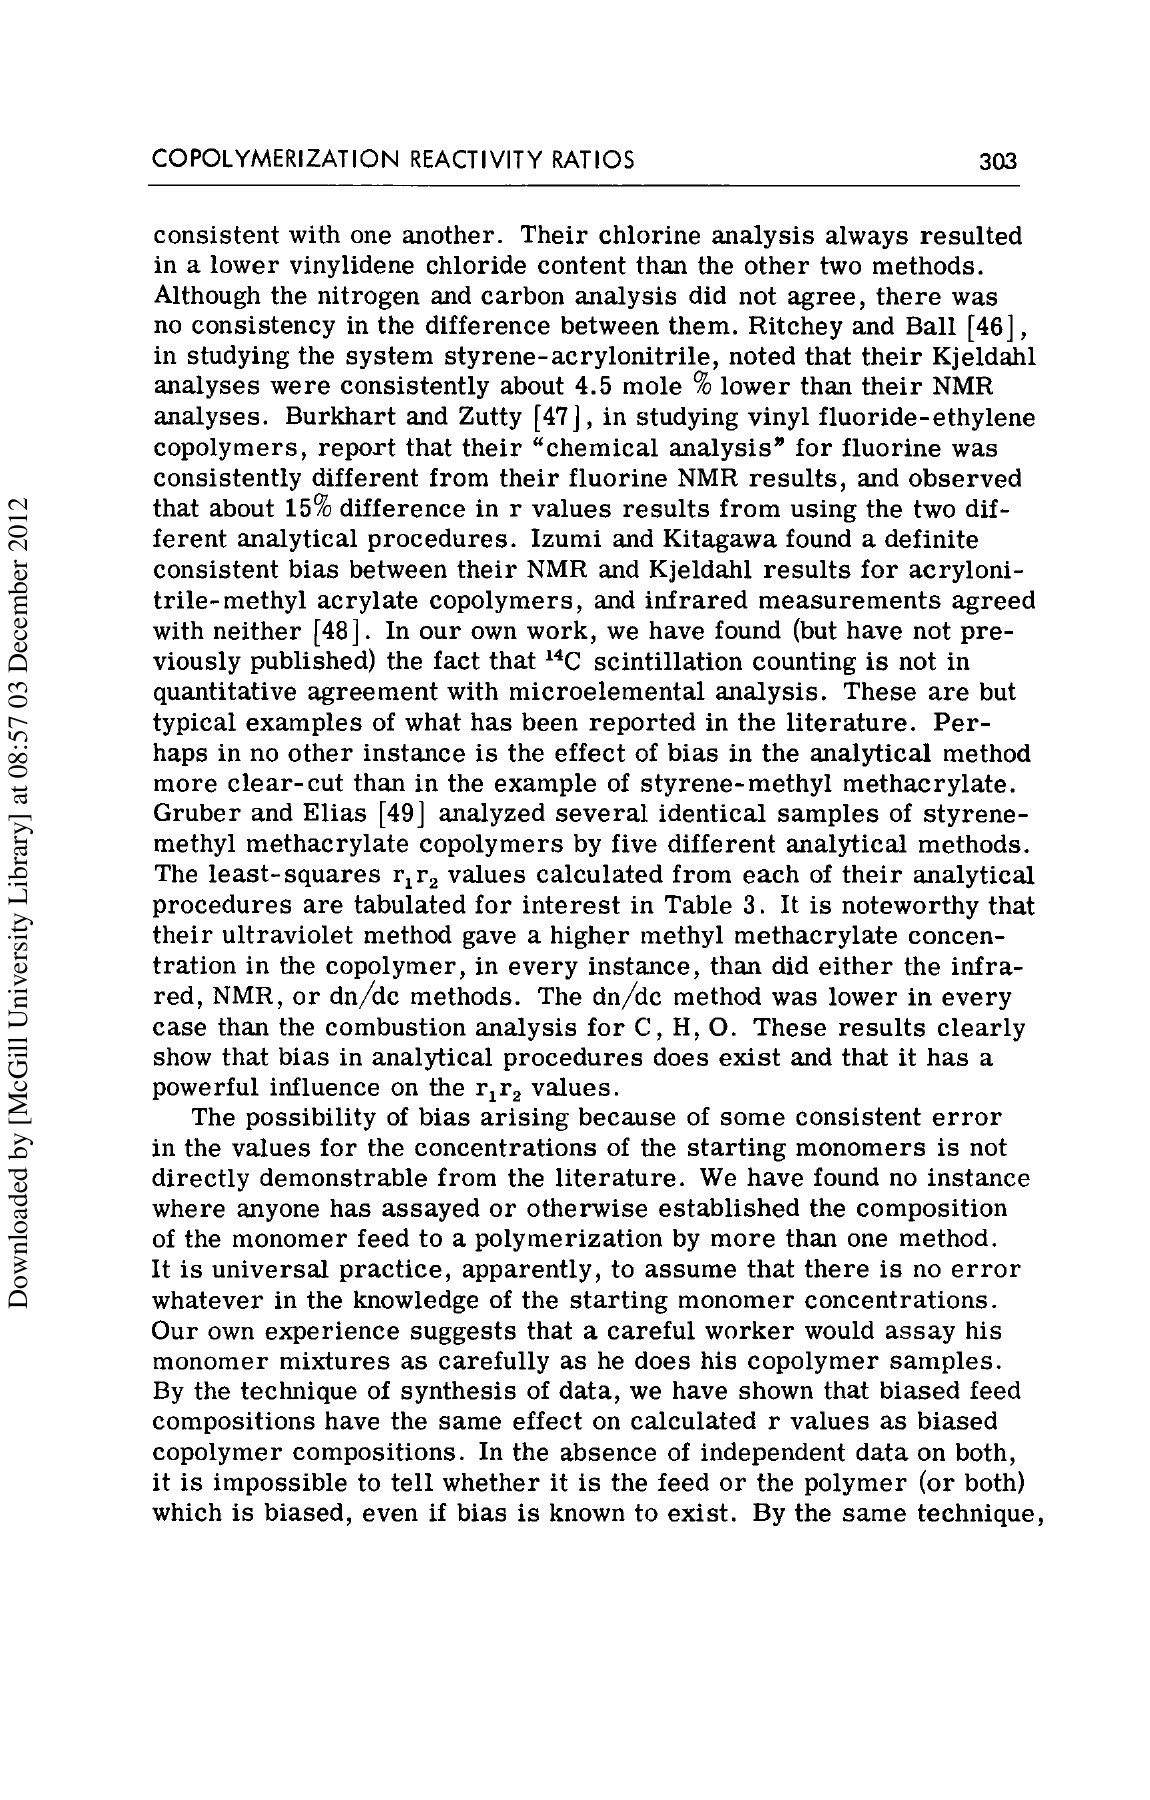 COPOLYMERIZATION REACTIVITY RATIOS 303
consistent with one another. Their chlorine analysis always resulted
in a lower vinylidene chloride content than the other two methods.
Although the nitrogen and carbon analysis did not agree, there was
no consistency in the difference between them. Ritchey and Ball [46],
in studying the system styrene-acrylonitrile, noted that their Kjeldahl
analyses were consistently about 4.5 mole % lower than their NMR
analyses. Burkhart and Zutty [47], in studying vinyl fluoride-ethylene
copolymers, report that their “chemical analysis” for fluorine was
consistently different from their fluorine NMR results, and observed
that about 15% difference in r values results from using the two dif-
ferent analytical procedures. Izumi and Kitagawa found a definite
consistent bias between their NMR and Kjeldahl results for acryloni-
trile-methyl acrylate copolymers, and infrared measurements agreed
with neither [48]. In our own work, we have found (but have not pre-
viously published) the fact that ¹⁴C scintillation counting is not in
quantitative agreement with microelemental analysis. These are but
typical examples of what has been reported in the literature. Per-
haps in no other instance is the effect of bias in the analytical method
more clear-cut than in the example of styrene-methyl methacrylate.
Gruber and Elias [49] analyzed several identical samples of styrene-
methyl methacrylate copolymers by five different analytical methods.
The least-squares r₁r₂ values calculated from each of their analytical
procedures are tabulated for interest in Table 3. It is noteworthy that
their ultraviolet method gave a higher methyl methacrylate concen-
tration in the copolymer, in every instance, than did either the infra-
red, NMR, or dn/dc methods. The dn/dc method was lower in every
case than the combustion analysis for C, H, O. These results clearly
show that bias in analytical procedures does exist and that it has a
powerful influence on the r₁r₂ values.
The possibility of bias arising because of some consistent error
in the values for the concentrations of the starting monomers is not
directly demonstrable from the literature. We have found no instance
where anyone has assayed or otherwise established the composition
of the monomer feed to a polymerization by more than one method.
It is universal practice, apparently, to assume that there is no error
whatever in the knowledge of the starting monomer concentrations.
Our own experience suggests that a careful worker would assay his
monomer mixtures as carefully as he does his copolymer samples.
By the technique of synthesis of data, we have shown that biased feed
compositions have the same effect on calculated r values as biased
copolymer compositions. In the absence of independent data on both,
it is impossible to tell whether it is the feed or the polymer (or both)
which is biased, even if bias is known to exist. By the same technique,
Downloaded by [McGill University Library] at 08:57 03 December 2012